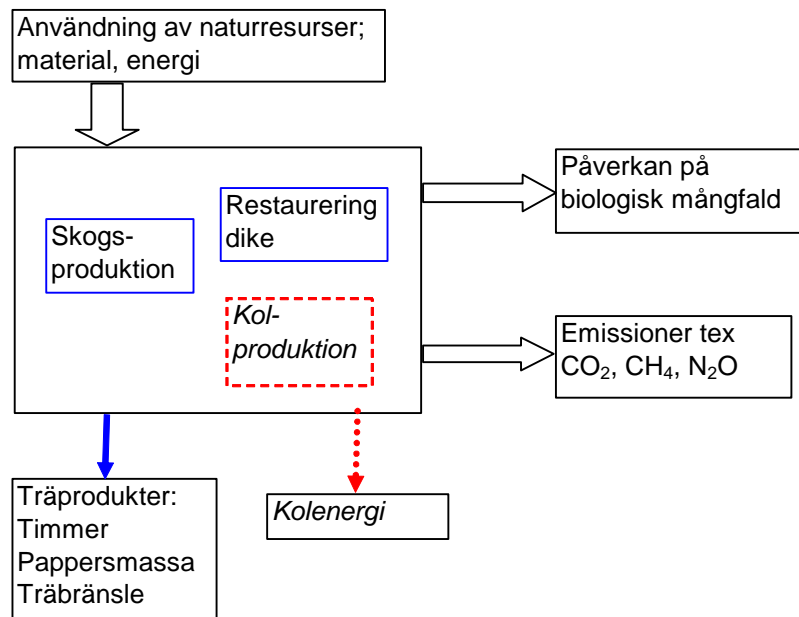 Användning av naturresurser;
material, energi
Påverkan på
biologisk mångfald
Restaurering
dike
Skogs-
produktion
Kol-
produktion
Emissioner tex
CO₂, CH₄, N₂O
Träprodukter:
Timmer
Pappersmassa
Träbränsle
Kolenergi